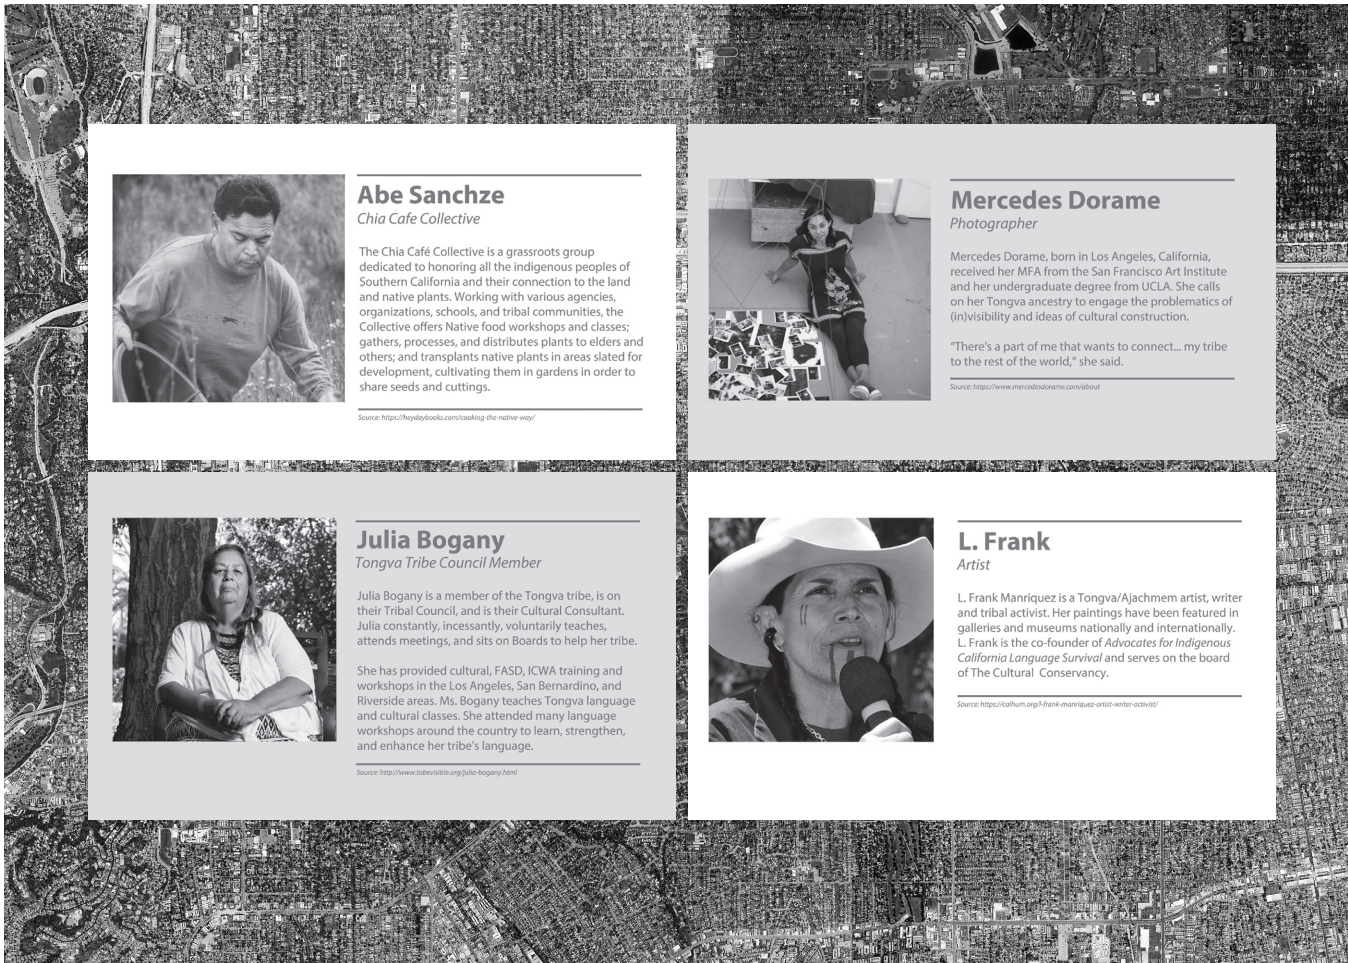 Abe Sanchze
Chia Cafe Collective
The Chia Café Collective is a grassroots group
dedicated to honoring all the indigenous peoples of
Southern California and their connection to the land
and native plants. Working with various agencies,
organizations, schools, and tribal communities, the
Collective offers Native food workshops and classes;
gathers, processes, and distributes plants to elders and
others; and transplants native plants in areas slated for
development, cultivating them in gardens in order to
share seeds and cuttings.
Source: https://heydaybooks.com/cooking-the-native-way/
Mercedes Dorame
Photographer
Mercedes Dorame, born in Los Angeles, California,
received her MFA from the San Francisco Art Institute
and her undergraduate degree from UCLA. She calls
on her Tongva ancestry to engage the problematics of
(in)visibility and ideas of cultural construction.
“There's a part of me that wants to connect... my tribe
to the rest of the world,” she said.
Source: https://www.mercedesdorame.com/about
Julia Bogany
Tongva Tribe Council Member
Julia Bogany is a member of the Tongva tribe, is on
their Tribal Council, and is their Cultural Consultant.
Julia constantly, incessantly, voluntarily teaches,
attends meetings, and sits on Boards to help her tribe.
She has provided cultural, FASD, ICWA training and
workshops in the Los Angeles, San Bernardino, and
Riverside areas. Ms. Bogany teaches Tongva language
and cultural classes. She attended many language
workshops around the country to learn, strengthen,
and enhance her tribe's language.
Source: http://www.tobevisible.org/julia-bogany.html
L. Frank
Artist
L. Frank Manriquez is a Tongva/Ajachmem artist, writer
and tribal activist. Her paintings have been featured in
galleries and museums nationally and internationally.
L. Frank is the co-founder of Advocates for Indigenous
California Language Survival and serves on the board
of The Cultural Conservancy.
Source: https://calhum.org/l-frank-manriquez-artist-writer-activist/